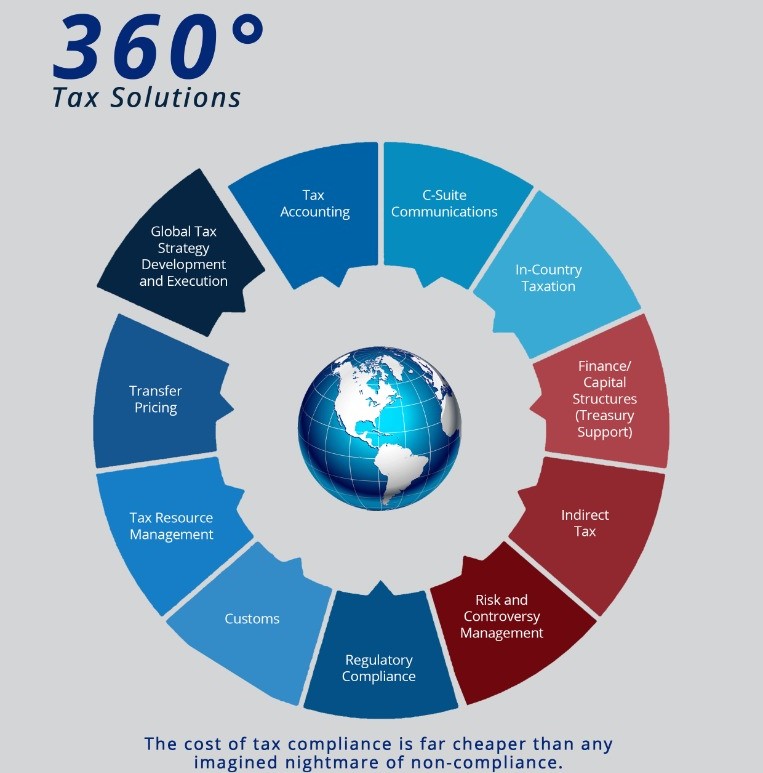 360°
Tax Solutions
Tax
Accounting
C-Suite
Communications
In-Country
Taxation
Finance/
Capital
Structures
(Treasury
Support)
Indirect
Tax
Risk and
Controversy
Management
Regulatory
Compliance
Customs
Tax Resource
Management
Transfer
Pricing
Global Tax
Strategy
Development
and Execution
The cost of tax compliance is far cheaper than any
imagined nightmare of non-compliance.